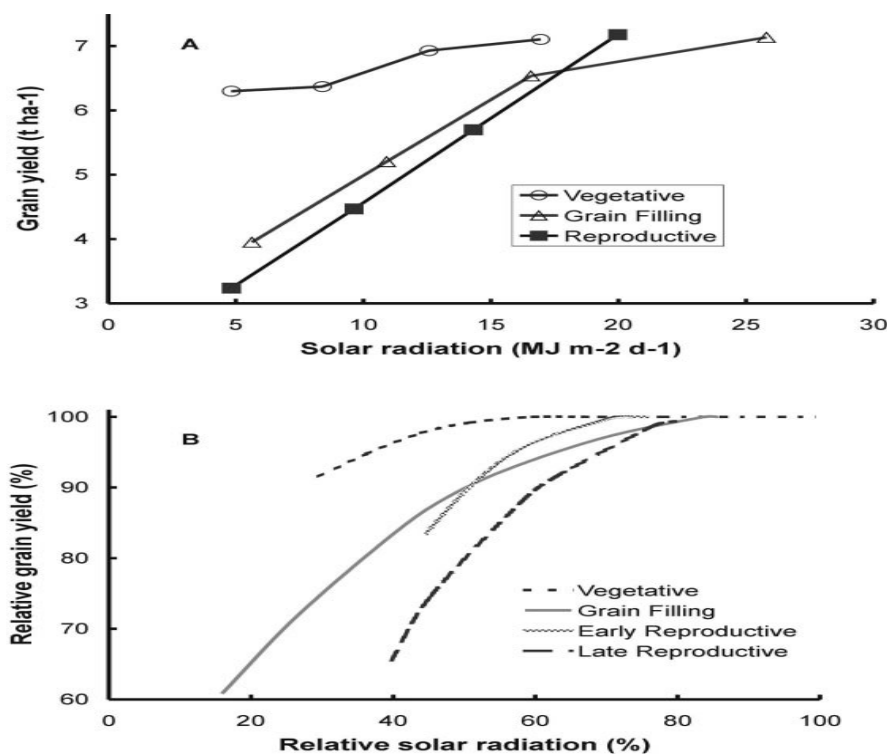 A
Grain yield (t ha-1)
7
6
5
4
3
Vegetative
Grain Filling
Reproductive
0 5 10 15 20 25 30
Solar radiation (MJ m-2 d-1)
B
Relative grain yield (%)
100
90
80
70
60
Vegetative
Grain Filling
Early Reproductive
Late Reproductive
0 20 40 60 80 100
Relative solar radiation (%)